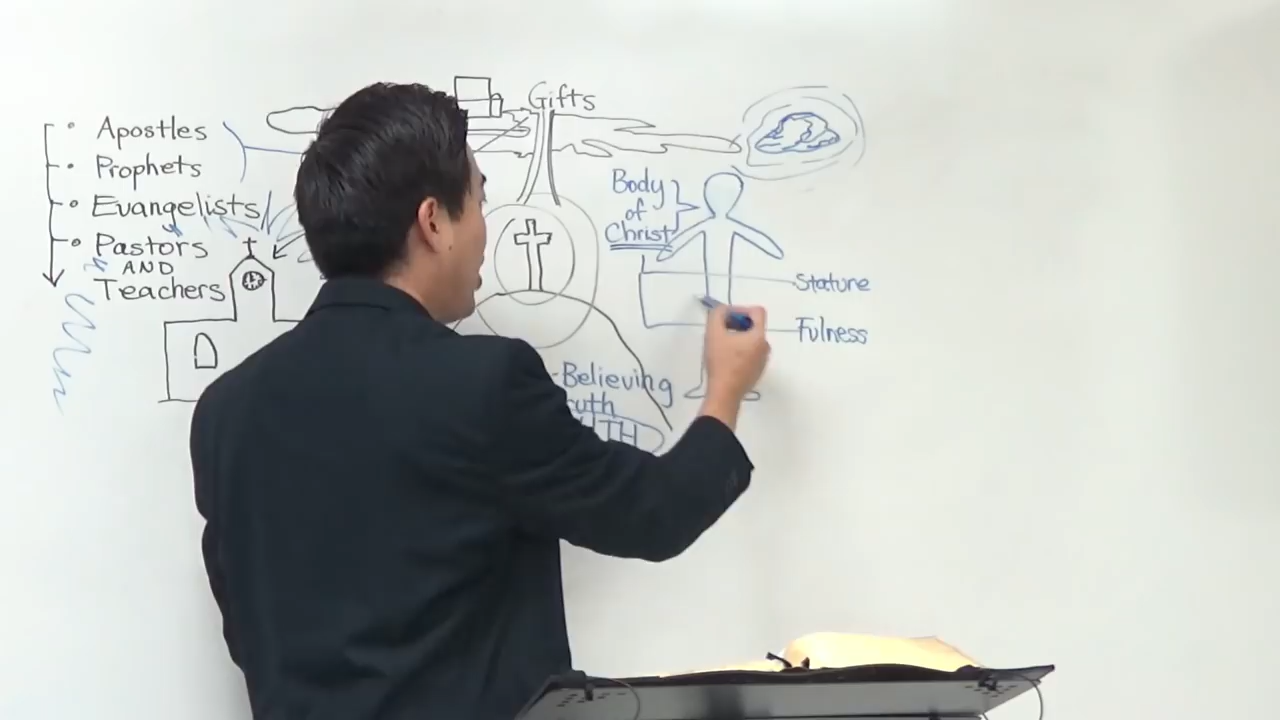 Gifts
Apostles
Prophets
Evangelists
Pastors
AND
Teachers
Body
of
Christ
Stature
Fulness
-Believing